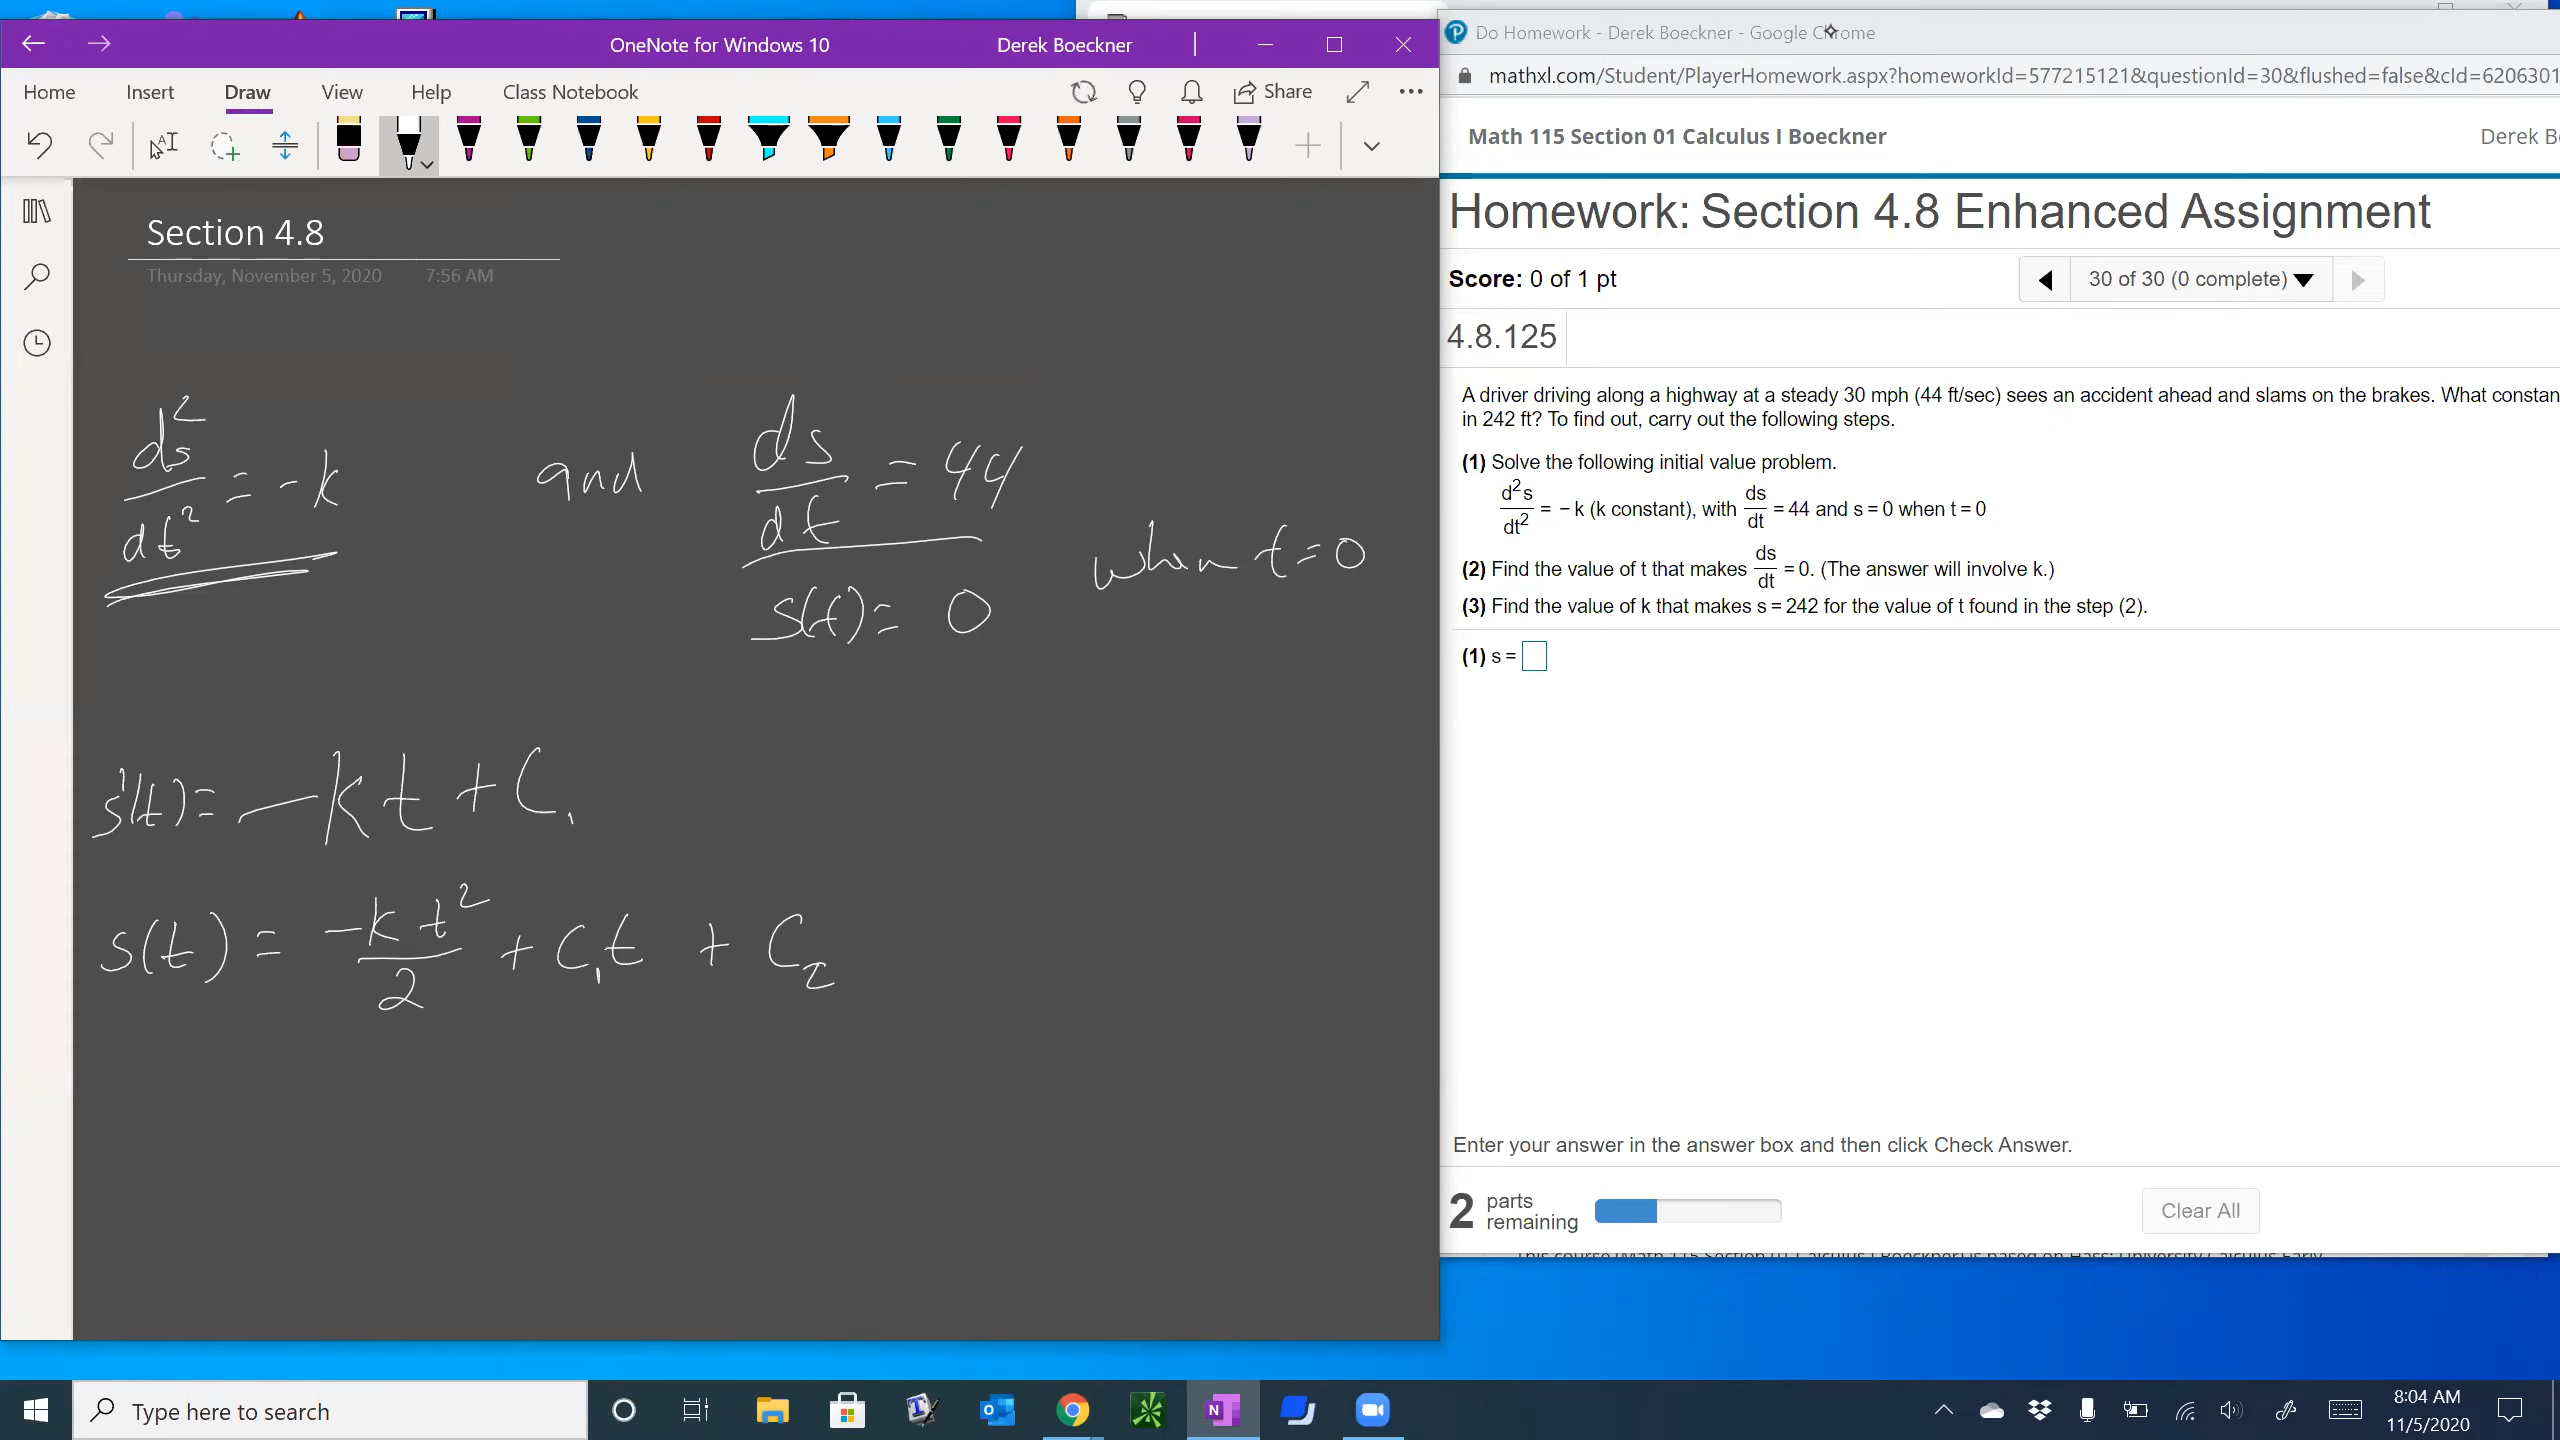 OneNote for Windows 10
Derek Boeckner
Home Insert Draw View Help Class Notebook Share
Section 4.8
Thursday, November 5, 2020 7:56 AM
d²s/dt² = -k and ds/dt = 44
s(t) = 0 when t = 0
s'(t) = -kt + C₁
s(t) = -kt²/2 + C₁t + C₂
Do Homework - Derek Boeckner - Google Chrome
mathxl.com/Student/PlayerHomework.aspx?homeworkId=577215121&questionId=30&flushed=false&cId=6206301
Math 115 Section 01 Calculus I Boeckner Derek B
Homework: Section 4.8 Enhanced Assignment
Score: 0 of 1 pt 30 of 30 (0 complete)
4.8.125
A driver driving along a highway at a steady 30 mph (44 ft/sec) sees an accident ahead and slams on the brakes. What constan
in 242 ft? To find out, carry out the following steps.
(1) Solve the following initial value problem.
d²s/dt² = -k (k constant), with ds/dt = 44 and s = 0 when t = 0
(2) Find the value of t that makes ds/dt = 0. (The answer will involve k.)
(3) Find the value of k that makes s = 242 for the value of t found in the step (2).
(1) s =
Enter your answer in the answer box and then click Check Answer.
2 parts remaining
Clear All
Type here to search
8:04 AM
11/5/2020